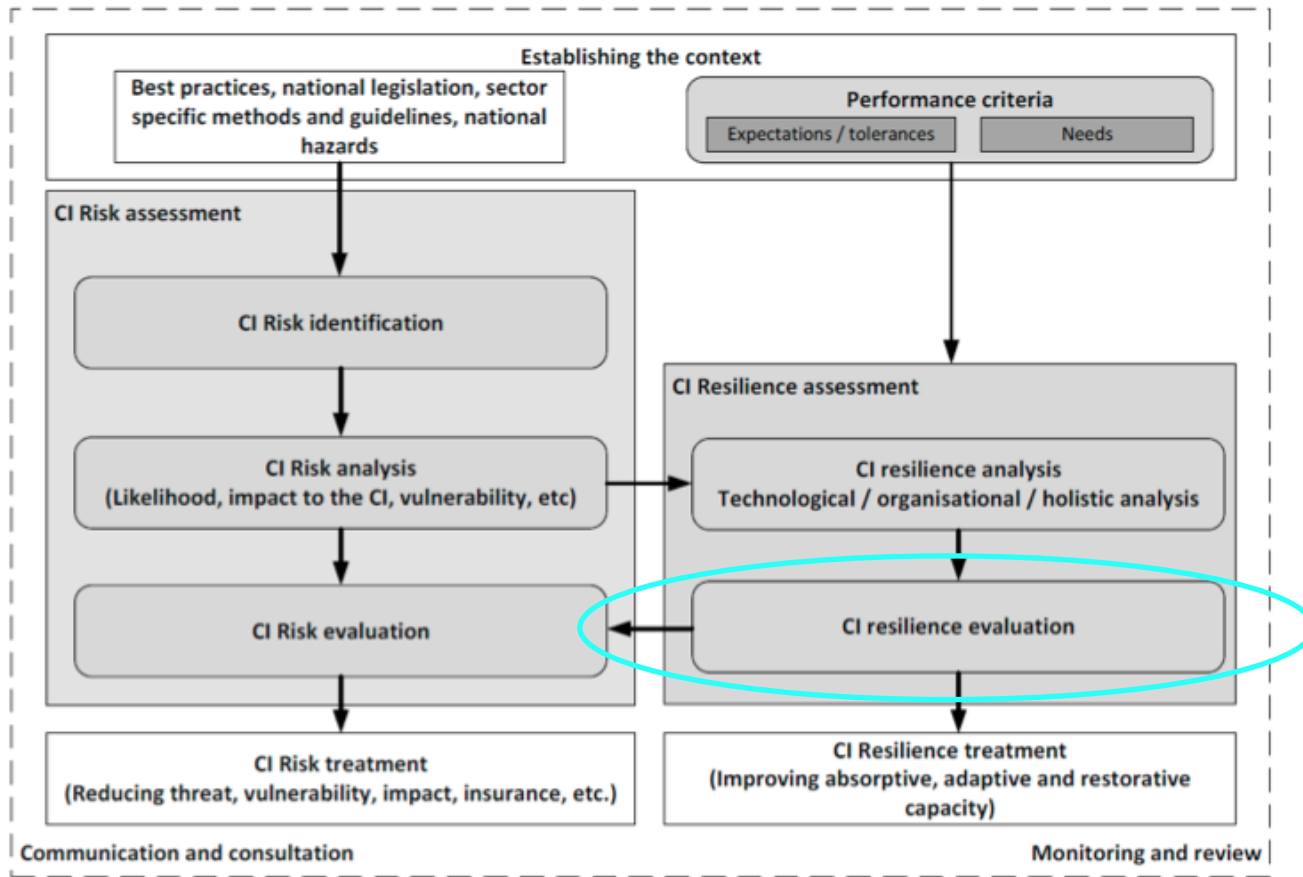 Establishing the context
Best practices, national legislation, sector
specific methods and guidelines, national
hazards
Performance criteria
Expectations / tolerances
Needs
CI Risk assessment
CI Risk identification
CI Risk analysis
(Likelihood, impact to the CI, vulnerability, etc)
CI Risk evaluation
CI Resilience assessment
CI resilience analysis
Technological / organisational / holistic analysis
CI resilience evaluation
CI Risk treatment
(Reducing threat, vulnerability, impact, insurance, etc.)
CI Resilience treatment
(Improving absorptive, adaptive and restorative
capacity)
Communication and consultation
Monitoring and review